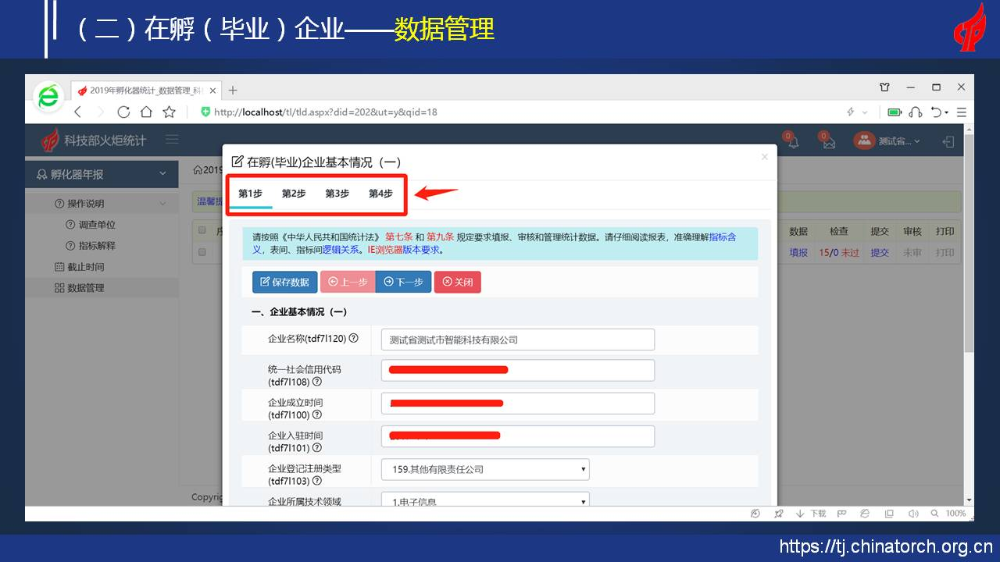 （二）在孵（毕业）企业——数据管理
2019年孵化器统计_数据管理_科
http://localhost/tl/tld.aspx?did=202&ut=y&qid=18
科技部火炬统计
0
0
测试省...
孵化器年报
操作说明
调查单位
指标解释
截止时间
数据管理
2019
温馨提
序
数据 检查 提交 审核 打印
填报 15/0 未过 提交 未审 打印
在孵(毕业)企业基本情况（一）
第1步 第2步 第3步 第4步
请按照《中华人民共和国统计法》 第七条 和 第九条 规定要求填报、审核和管理统计数据。请仔细阅读报表，准确理解指标含
义，表间、指标间逻辑关系。IE浏览器版本要求。
保存数据 上一步 下一步 关闭
一、企业基本情况（一）
企业名称(tdf7l120) 测试省测试市智能科技有限公司
统一社会信用代码
(tdf7l108)
企业成立时间
(tdf7l100)
企业入驻时间
(tdf7l101)
企业登记注册类型
(tdf7l103)
159.其他有限责任公司
企业所属技术领域 1.电子信息
Copyrig
下载 100%
https://tj.chinatorch.org.cn